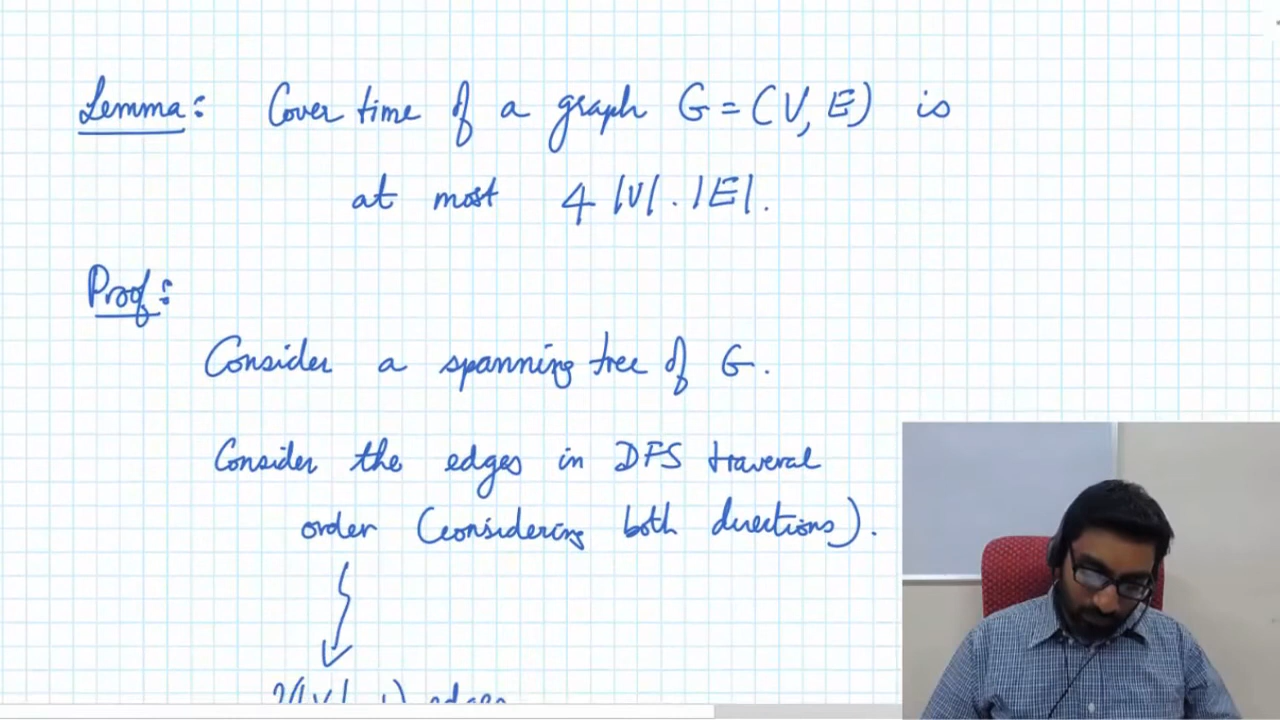 Lemma: Cover time of a graph G = (V, E) is
at most 4 |V| . |E|.
Proof:
Consider a spanning tree of G.
Consider the edges in DFS traveral
order (considering both directions).